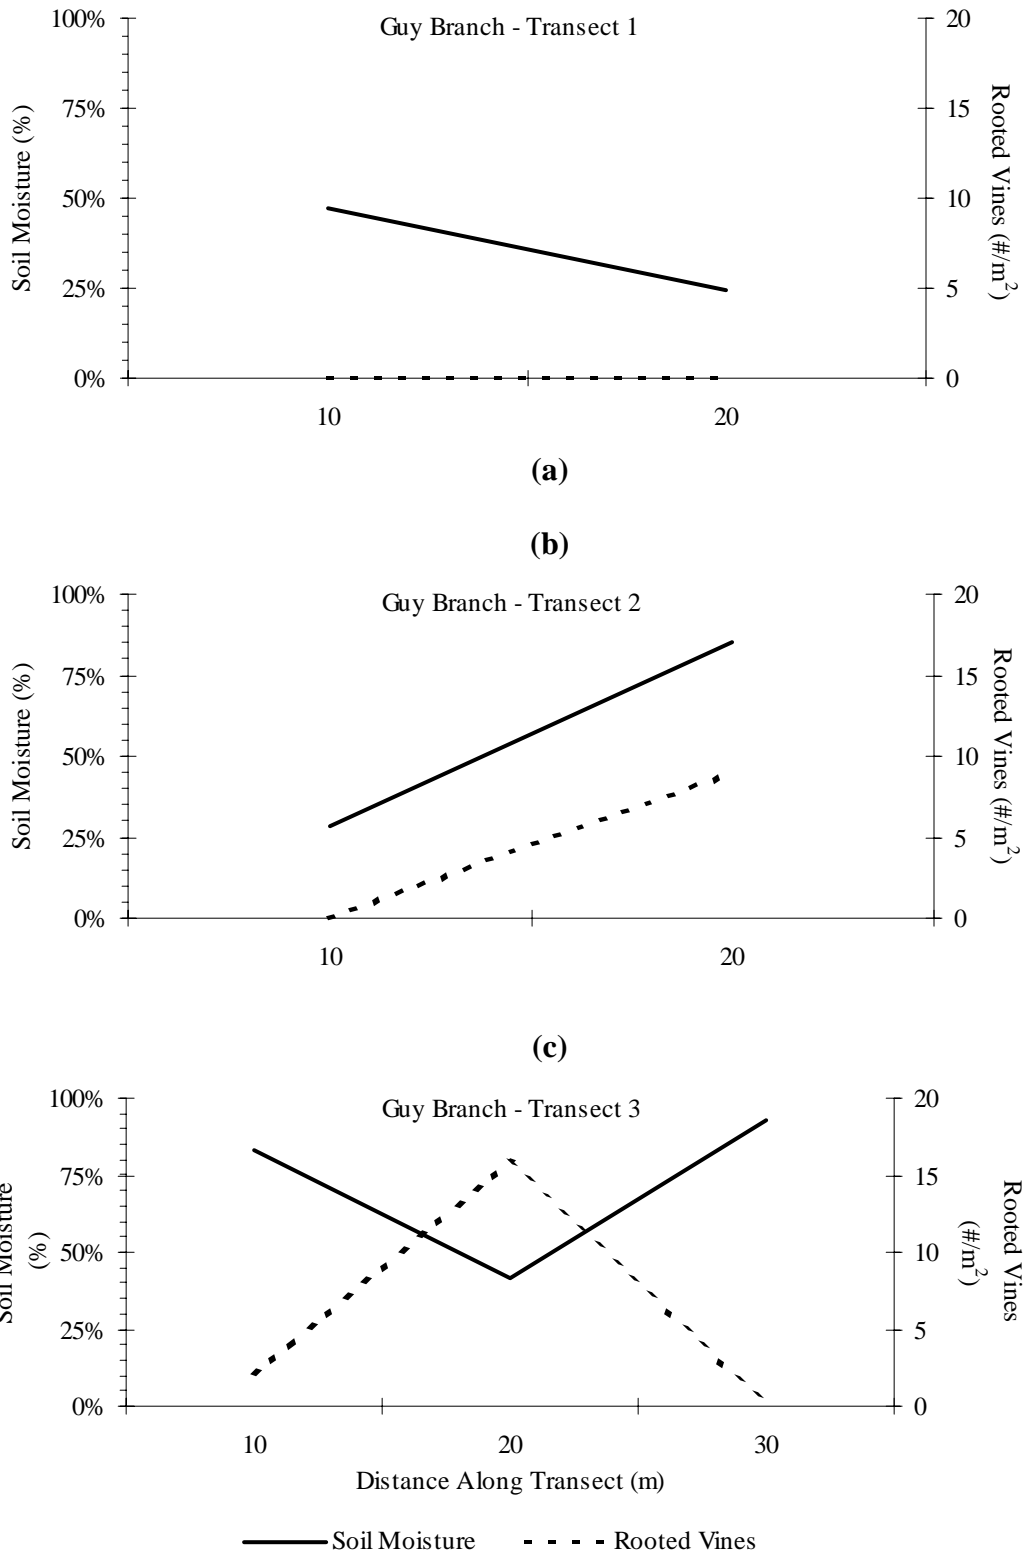 Guy Branch - Transect 1
100%
75%
50%
25%
0%
Soil Moisture (%)
20
15
10
5
0
Rooted Vines (#/m²)
10 20
(a)
(b)
Guy Branch - Transect 2
100%
75%
50%
25%
0%
Soil Moisture (%)
20
15
10
5
0
Rooted Vines (#/m²)
10 20
(c)
Guy Branch - Transect 3
100%
75%
50%
25%
0%
Soil Moisture
(%)
20
15
10
5
0
Rooted Vines
(#/m²)
10 20 30
Distance Along Transect (m)
Soil Moisture Rooted Vines